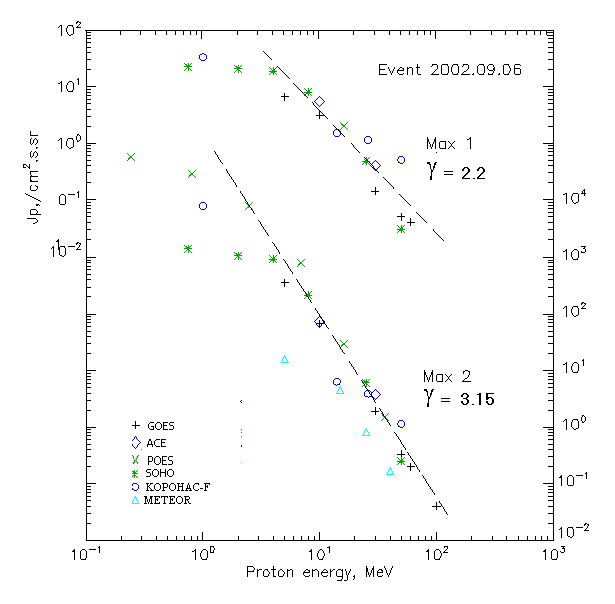 Event 2002.09.06
10²
10¹
10⁰
10⁻¹
10⁻²
Jp,/cm².s.sr
Max 1
γ = 2.2
10⁴
10³
10²
10¹
10⁰
10⁻¹
10⁻²
Max 2
γ = 3.15
GOES
ACE
POES
SOHO
KOPOHAC-F
METEOR
10⁻¹ 10⁰ 10¹ 10² 10³
Proton energy, MeV